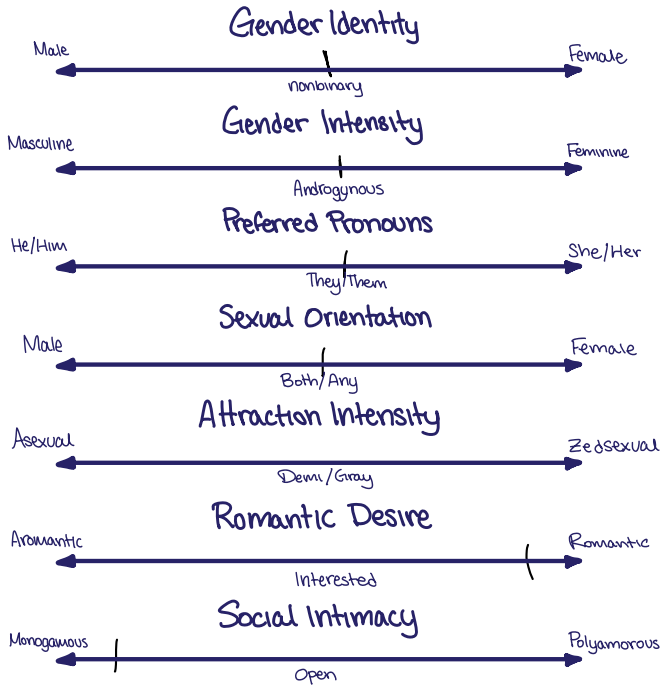 Gender Identity
Male Female
nonbinary
Gender Intensity
Masculine Feminine
Androgynous
Preferred Pronouns
He/Him She/Her
They/Them
Sexual Orientation
Male Female
Both/Any
Attraction Intensity
Asexual Zedsexual
Demi/Gray
Romantic Desire
Aromantic Romantic
Interested
Social Intimacy
Monogamous Polyamorous
Open